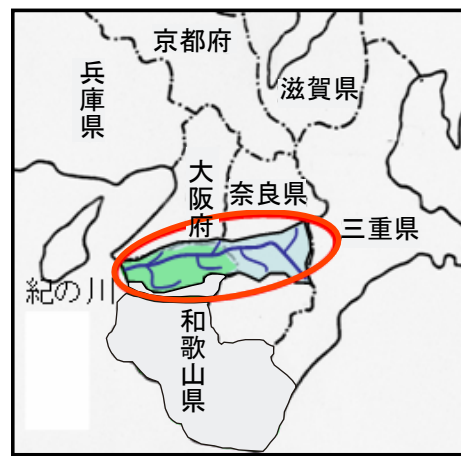 京都府
兵庫県
滋賀県
大阪府
奈良県
三重県
紀の川
和歌山県